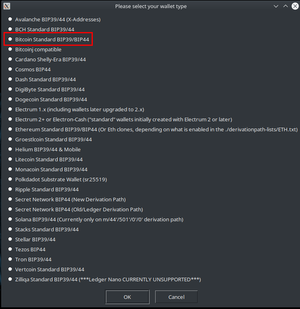 Please select your wallet type
Avalanche BIP39/44 (X-Addresses)
BCH Standard BIP39/44
Bitcoin Standard BIP39/BIP44
Bitcoinj compatible
Cardano Shelly-Era BIP39/44
Cosmos BIP44
Dash Standard BIP39/44
DigiByte Standard BIP39/44
Dogecoin Standard BIP39/44
Electrum 1.x (including wallets later upgraded to 2.x)
Electrum 2+ or Electron-Cash ("standard" wallets initially created with Electrum 2 or later)
Ethereum Standard BIP39/BIP44 (Or Eth clones, depending on what is enabled in the ./derivationpath-lists/ETH.txt)
Groestlcoin Standard BIP39/44
Helium BIP39/44 & Mobile
Litecoin Standard BIP39/44
Monacoin Standard BIP39/44
Polkdadot Substrate Wallet (sr25519)
Ripple Standard BIP39/44
Secret Network BIP44 (New Derivation Path)
Secret Network BIP44 (Old/Ledger Derivation Path)
Solana BIP39/44 (Currently only on m/44'/501'/0'/0' derivation path)
Stacks Standard BIP39/44
Stellar BIP39/44
Tezos BIP44
Tron BIP39/44
Vertcoin Standard BIP39/44
Zilliqa Standard BIP39/44 (***Ledger Nano CURRENTLY UNSUPPORTED***)
OK
Cancel